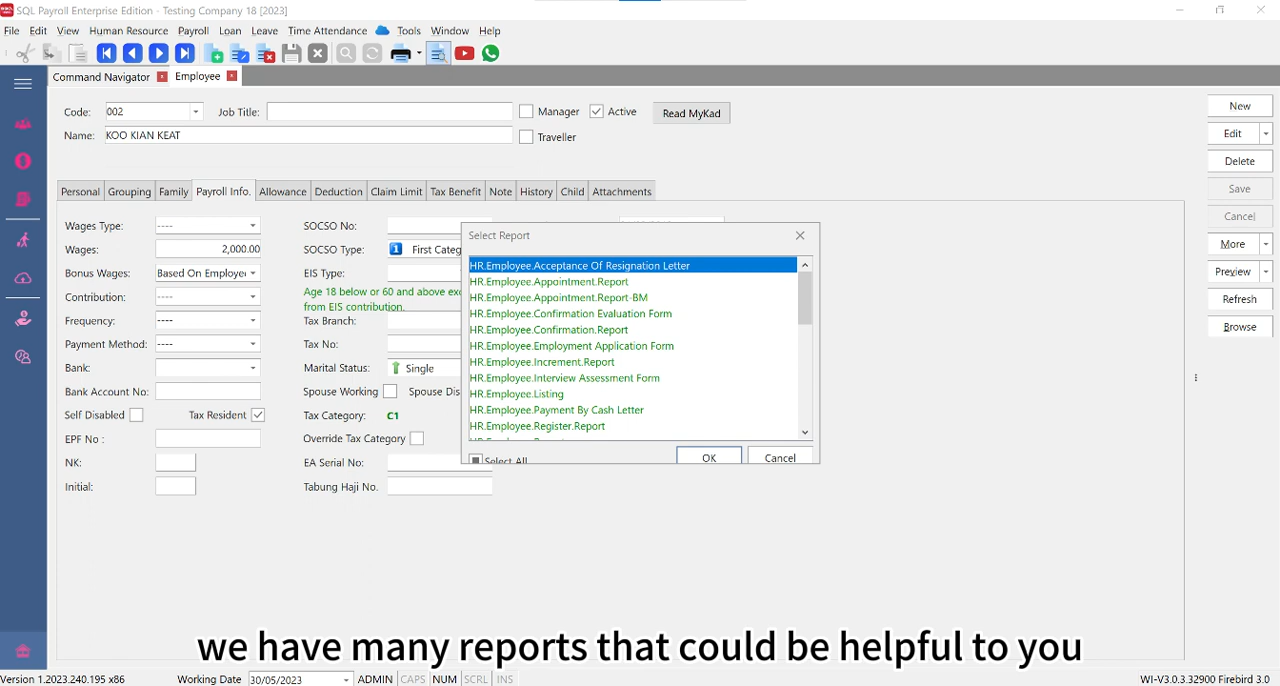 SQL Payroll Enterprise Edition - Testing Company 18 [2023]
File Edit View Human Resource Payroll Loan Leave Time Attendance Tools Window Help
Command Navigator Employee
Code: 002 Job Title: Manager Active Read MyKad
Name: KOO KIAN KEAT Traveller
Personal Grouping Family Payroll Info. Allowance Deduction Claim Limit Tax Benefit Note History Child Attachments
Wages Type: ----
Wages: 2,000.00
Bonus Wages: Based On Employe
Contribution: ----
Frequency: ----
Payment Method: ----
Bank:
Bank Account No:
Self Disabled Tax Resident
EPF No :
NK:
Initial:
SOCSO No:
SOCSO Type: 1 First Categ
EIS Type:
Age 18 below or 60 and above exc
from EIS contribution.
Tax Branch:
Tax No:
Marital Status: Single
Spouse Working Spouse Dis
Tax Category: C1
Override Tax Category
EA Serial No:
Tabung Haji No.
Select Report
HR.Employee.Acceptance Of Resignation Letter
HR.Employee.Appointment.Report
HR.Employee.Appointment.Report-BM
HR.Employee.Confirmation Evaluation Form
HR.Employee.Confirmation.Report
HR.Employee.Employment Application Form
HR.Employee.Increment.Report
HR.Employee.Interview Assessment Form
HR.Employee.Listing
HR.Employee.Payment By Cash Letter
HR.Employee.Register.Report
Select All OK Cancel
New
Edit
Delete
Save
Cancel
More
Preview
Refresh
Browse
we have many reports that could be helpful to you
Version 1.2023.240.195 x86 Working Date 30/05/2023 ADMIN CAPS NUM SCRL INS WI-V3.0.3.32900 Firebird 3.0